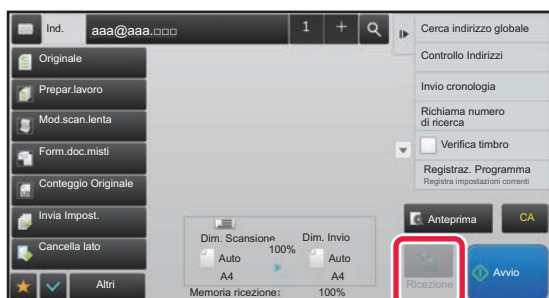 Ind.
aaa@aaa.□□□
1
+
Cerca indirizzo globale
Originale
Controllo Indirizzi
Prepar.lavoro
Invio cronologia
Mod.scan.lenta
Richiama numero
di ricerca
Form.doc.misti
Verifica timbro
Conteggio Originale
Registraz. Programma
Registra impostazioni correnti
Invia Impost.
Anteprima
CA
Cancella lato
Dim. Scansione
100%
Dim. Invio
Auto
A4
Auto
A4
Ricezione
Avvio
Altri
Memoria ricezione:
100%